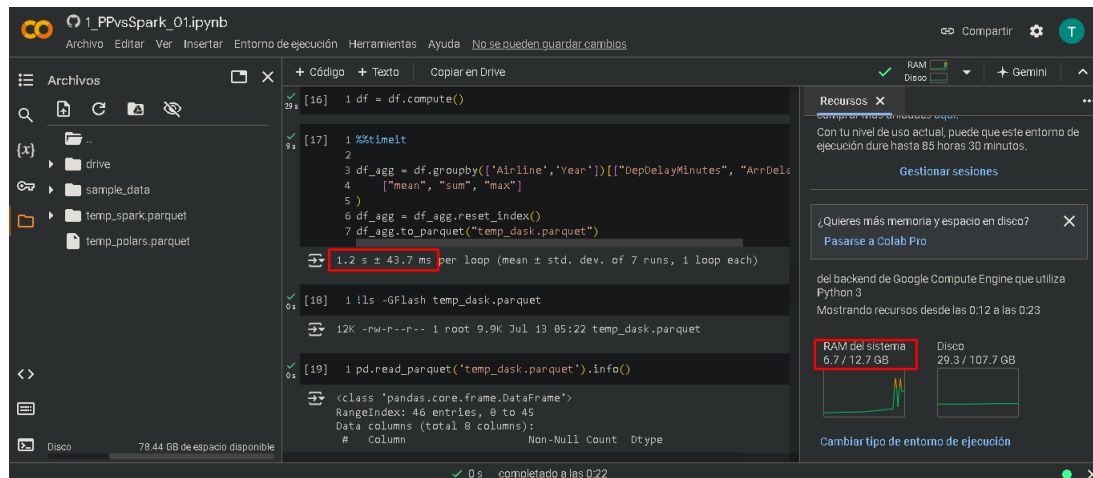 1_PPvsSpark_01.ipynb
Archivo Editar Ver Insertar Entorno de ejecución Herramientas Ayuda No se pueden guardar cambios
Compartir
T
Archivos
..
drive
sample_data
temp_spark.parquet
temp_polars.parquet
Disco 78.44 GB de espacio disponible
+ Código + Texto Copiar en Drive
RAM
Disco
Gemini
29 s [16] 1 df = df.compute()
9 s [17] 1 %%timeit
2
3 df_agg = df.groupby(['Airline','Year'])[["DepDelayMinutes", "ArrDela
4 ["mean", "sum", "max"]
5 )
6 df_agg = df_agg.reset_index()
7 df_agg.to_parquet("temp_dask.parquet")
1.2 s ± 43.7 ms per loop (mean ± std. dev. of 7 runs, 1 loop each)
0 s [18] 1 !ls -GFlash temp_dask.parquet
12K -rw-r--r-- 1 root 9.9K Jul 13 05:22 temp_dask.parquet
0 s [19] 1 pd.read_parquet('temp_dask.parquet').info()
<class 'pandas.core.frame.DataFrame'>
RangeIndex: 46 entries, 0 to 45
Data columns (total 8 columns):
# Column Non-Null Count Dtype
Recursos
Con tu nivel de uso actual, puede que este entorno de
ejecución dure hasta 85 horas 30 minutos.
Gestionar sesiones
¿Quieres más memoria y espacio en disco?
Pasarse a Colab Pro
del backend de Google Compute Engine que utiliza
Python 3
Mostrando recursos desde las 0:12 a las 0:23
RAM del sistema
6.7 / 12.7 GB
Disco
29.3 / 107.7 GB
Cambiar tipo de entorno de ejecución
0 s completado a las 0:22